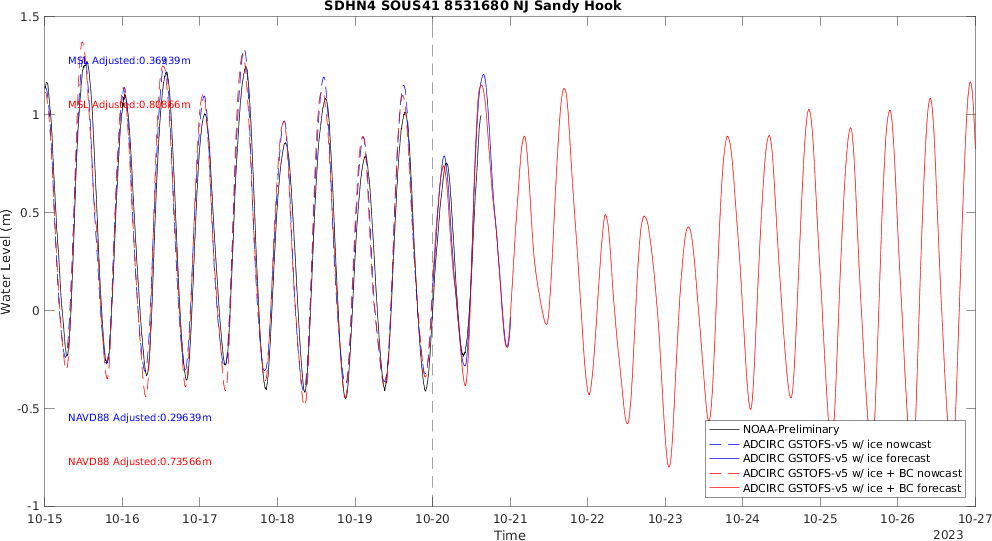 SDHN4 SOUS41 8531680 NJ Sandy Hook
1.5
1
0.5
0
-0.5
-1
Water Level (m)
MSL Adjusted:0.36939m
MSL Adjusted:0.80866m
NAVD88 Adjusted:0.29639m
NAVD88 Adjusted:0.73566m
NOAA-Preliminary
ADCIRC GSTOFS-v5 w/ ice nowcast
ADCIRC GSTOFS-v5 w/ ice forecast
ADCIRC GSTOFS-v5 w/ ice + BC nowcast
ADCIRC GSTOFS-v5 w/ ice + BC forecast
10-15 10-16 10-17 10-18 10-19 10-20 10-21 10-22 10-23 10-24 10-25 10-26 10-27
Time
2023